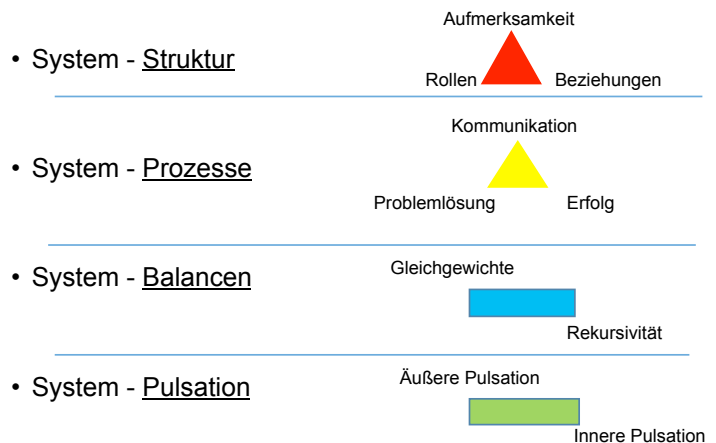 Aufmerksamkeit
• System - Struktur
Rollen Beziehungen
Kommunikation
• System - Prozesse
Problemlösung Erfolg
• System - Balancen
Gleichgewichte
Rekursivität
• System - Pulsation
Äußere Pulsation
Innere Pulsation